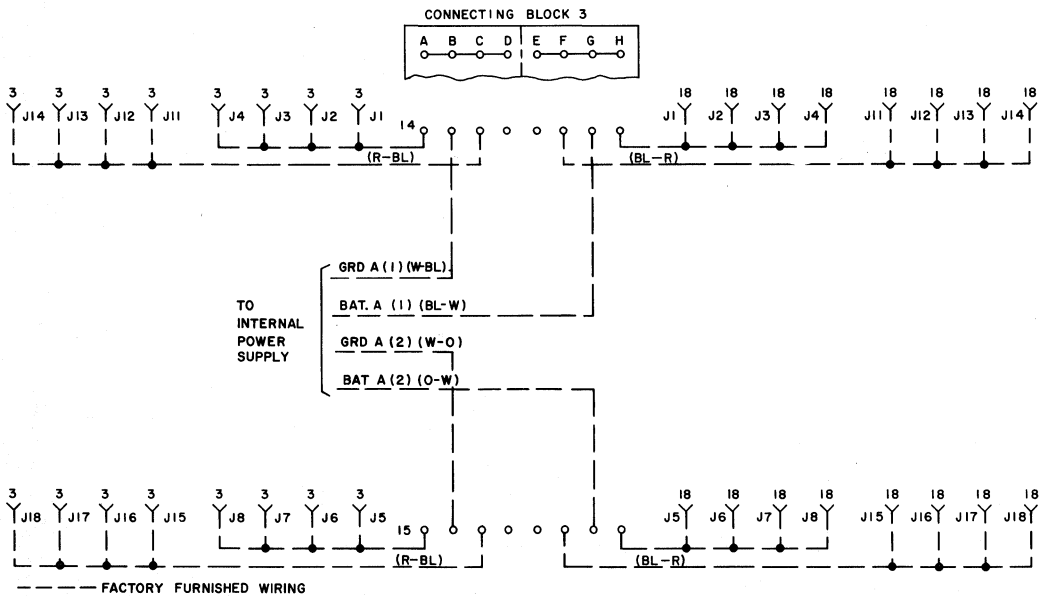 CONNECTING BLOCK 3
A B C D E F G H
3 3 3 3 3 3 3 3 18 18 18 18 18 18 18 18
J14 J13 J12 J11 J4 J3 J2 J1 14 J1 J2 J3 J4 J11 J12 J13 J14
(R-BL) (BL-R)
GRD A (1) (W-BL)
BAT. A (1) (BL-W)
GRD A (2) (W-O)
BAT A (2) (O-W)
TO
INTERNAL
POWER
SUPPLY
3 3 3 3 3 3 3 3 18 18 18 18 18 18 18 18
J18 J17 J16 J15 J8 J7 J6 J5 15 J5 J6 J7 J8 J15 J16 J17 J18
(R-BL) (BL-R)
FACTORY FURNISHED WIRING